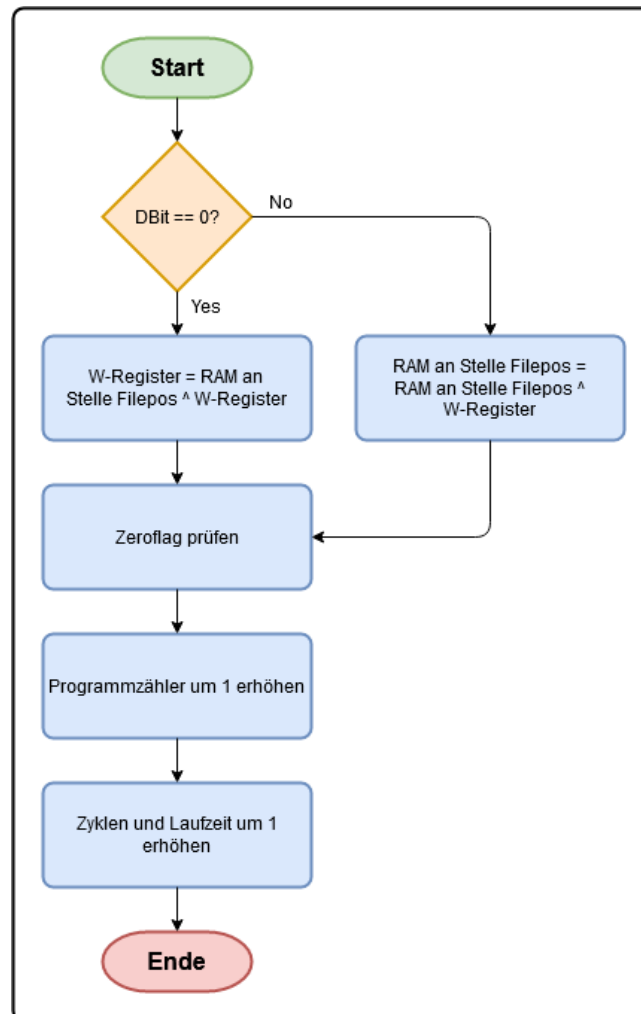 Start
DBit == 0?
No
Yes
W-Register = RAM an
Stelle Filepos ^ W-Register
RAM an Stelle Filepos =
RAM an Stelle Filepos ^
W-Register
Zeroflag prüfen
Programmzähler um 1 erhöhen
Zyklen und Laufzeit um 1
erhöhen
Ende